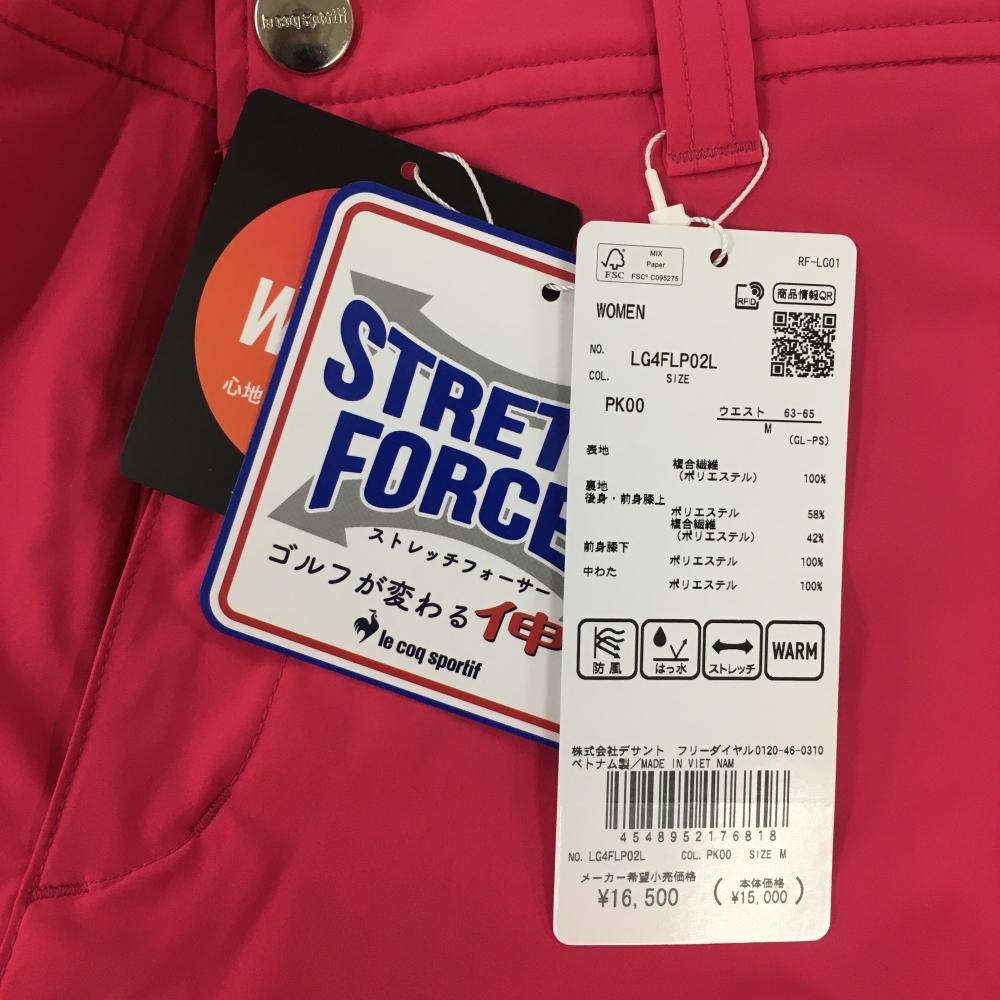 le coq sportif
W
心地
STRET
FORCE
ストレッチフォーサー
ゴルフが変わる伸
le coq sportif
FSC
MIX
Paper
FSC® C095275
RF-LG01
RFID
商品情報QR
WOMEN
NO. LG4FLP02L
COL. SIZE
PK00 ウエスト 63-65
M
(GL-PS)
表地
複合繊維
(ポリエステル) 100%
裏地
後身・前身膝上
ポリエステル 58%
複合繊維
(ポリエステル) 42%
前身膝下 ポリエステル 100%
中わた ポリエステル 100%
防風 はっ水 ストレッチ WARM
株式会社デサント フリーダイヤル0120-46-0310
ベトナム製/MADE IN VIET NAM
4548952176818
NO. LG4FLP02L COL. PK00 SIZE M
メーカー希望小売価格
¥16,500 (本体価格 ¥15,000)